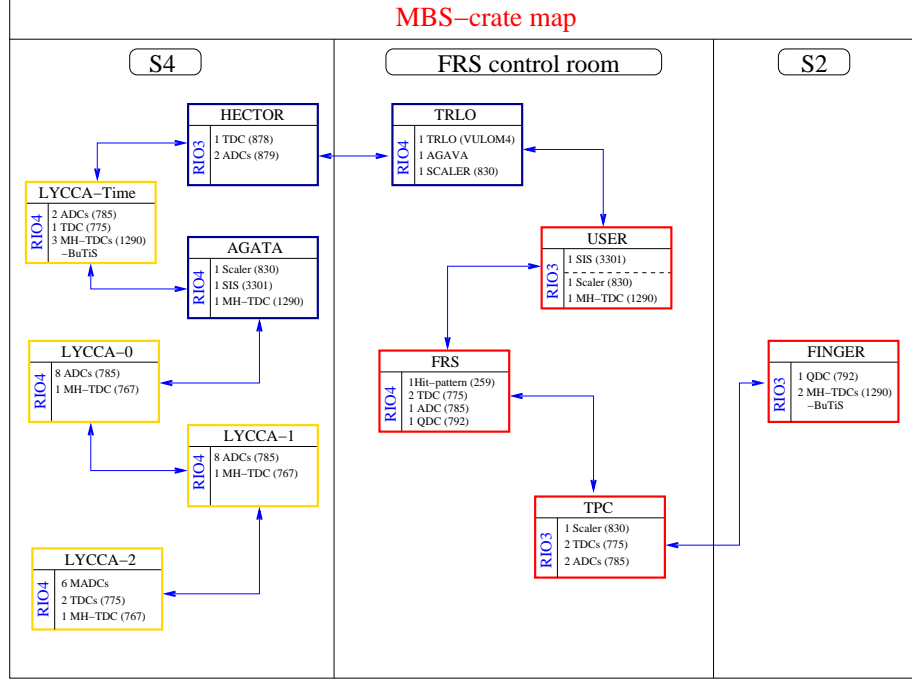 MBS−crate map
S4
HECTOR
RIO3
1 TDC (878)
2 ADCs (879)
LYCCA−Time
RIO4
2 ADCs (785)
1 TDC (775)
3 MH−TDCs (1290)
−BuTiS
AGATA
RIO4
1 Scaler (830)
1 SIS (3301)
1 MH−TDC (1290)
LYCCA−0
RIO4
8 ADCs (785)
1 MH−TDC (767)
LYCCA−1
RIO4
8 ADCs (785)
1 MH−TDC (767)
LYCCA−2
RIO4
6 MADCs
2 TDCs (775)
1 MH−TDC (767)
FRS control room
TRLO
RIO4
1 TRLO (VULOM4)
1 AGAVA
1 SCALER (830)
USER
RIO3
1 SIS (3301)
1 Scaler (830)
1 MH−TDC (1290)
FRS
RIO4
1Hit−pattern (259)
2 TDC (775)
1 ADC (785)
1 QDC (792)
TPC
RIO3
1 Scaler (830)
2 TDCs (775)
2 ADCs (785)
S2
FINGER
RIO3
1 QDC (792)
2 MH−TDCs (1290)
−BuTiS